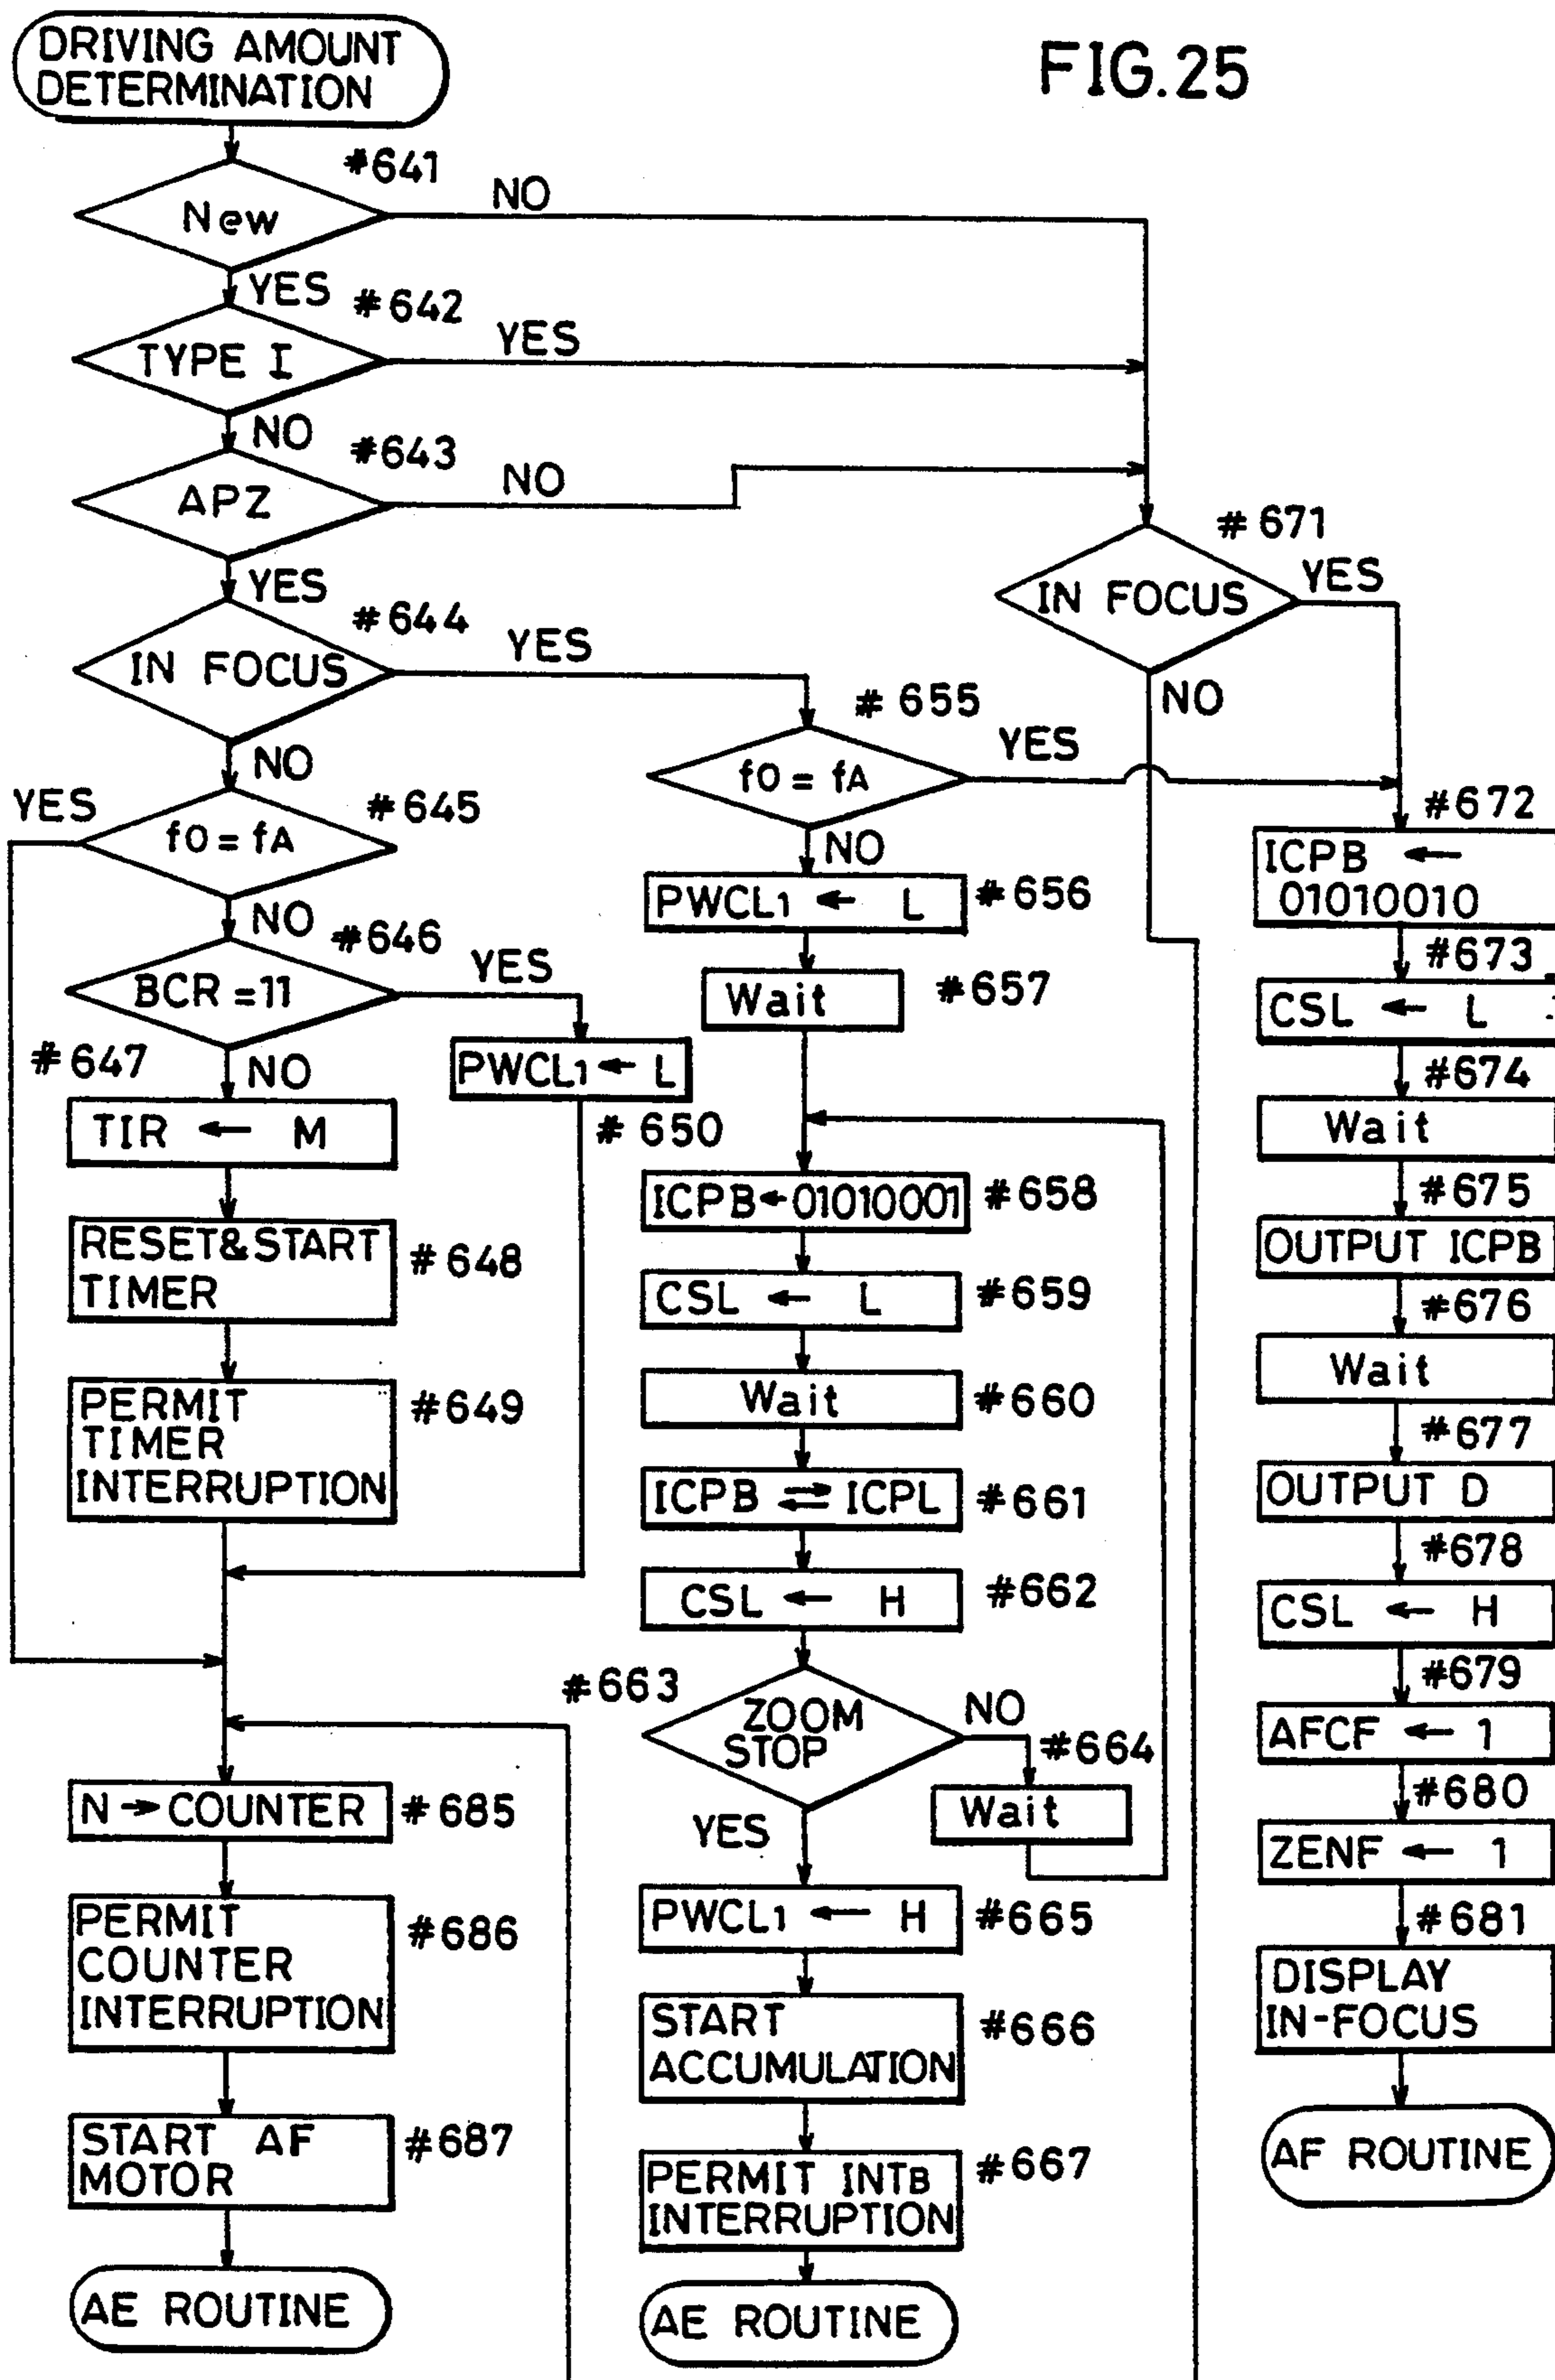 FIG.25
DRIVING AMOUNT
DETERMINATION
#641
New
NO
YES
#642
TYPE I
YES
NO
#643
APZ
NO
YES
#644
IN FOCUS
YES
NO
YES
#645
f0 = fA
NO
#646
BCR =11
YES
#647
NO
TIR ← M
PWCL1 ← L
#650
RESET&START
TIMER
#648
PERMIT
TIMER
INTERRUPTION
#649
N → COUNTER
#685
PERMIT
COUNTER
INTERRUPTION
#686
START AF
MOTOR
#687
AE ROUTINE
#655
f0 = fA
YES
NO
PWCL1 ← L
#656
Wait
#657
ICPB←01010001
#658
CSL ← L
#659
Wait
#660
ICPB ⇄ ICPL
#661
CSL ← H
#662
#663
ZOOM
STOP
NO
#664
Wait
YES
PWCL1 ← H
#665
START
ACCUMULATION
#666
PERMIT INTB
INTERRUPTION
#667
AE ROUTINE
#671
IN FOCUS
YES
NO
#672
ICPB ←
01010010
#673
CSL ← L
#674
Wait
#675
OUTPUT ICPB
#676
Wait
#677
OUTPUT D
#678
CSL ← H
#679
AFCF ← 1
#680
ZENF ← 1
#681
DISPLAY
IN-FOCUS
AF ROUTINE